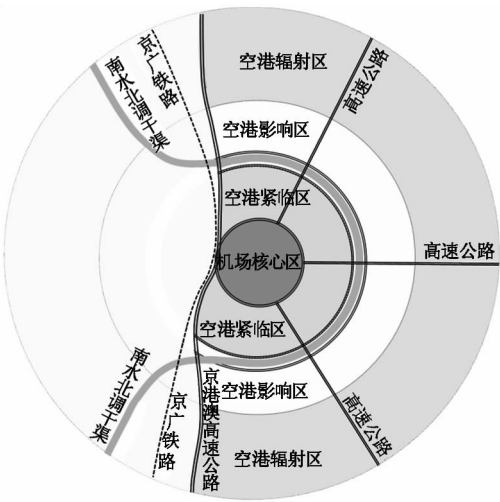 京广铁路
南水北调干渠
空港辐射区
高速公路
空港影响区
空港紧临区
高速公路
机场核心区
空港紧临区
南水北调干渠
京广铁路
京港澳高速公路
空港影响区
高速公路
空港辐射区